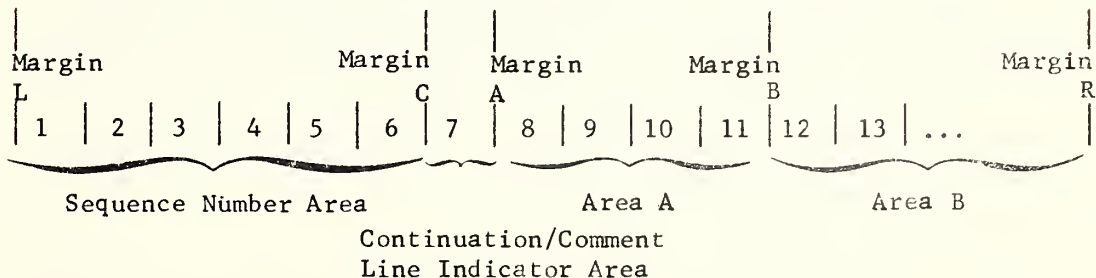 Margin Margin Margin Margin Margin
L C A B R
1 2 3 4 5 6 7 8 9 10 11 12 13 ...
Sequence Number Area Area A Area B
Continuation/Comment
Line Indicator Area